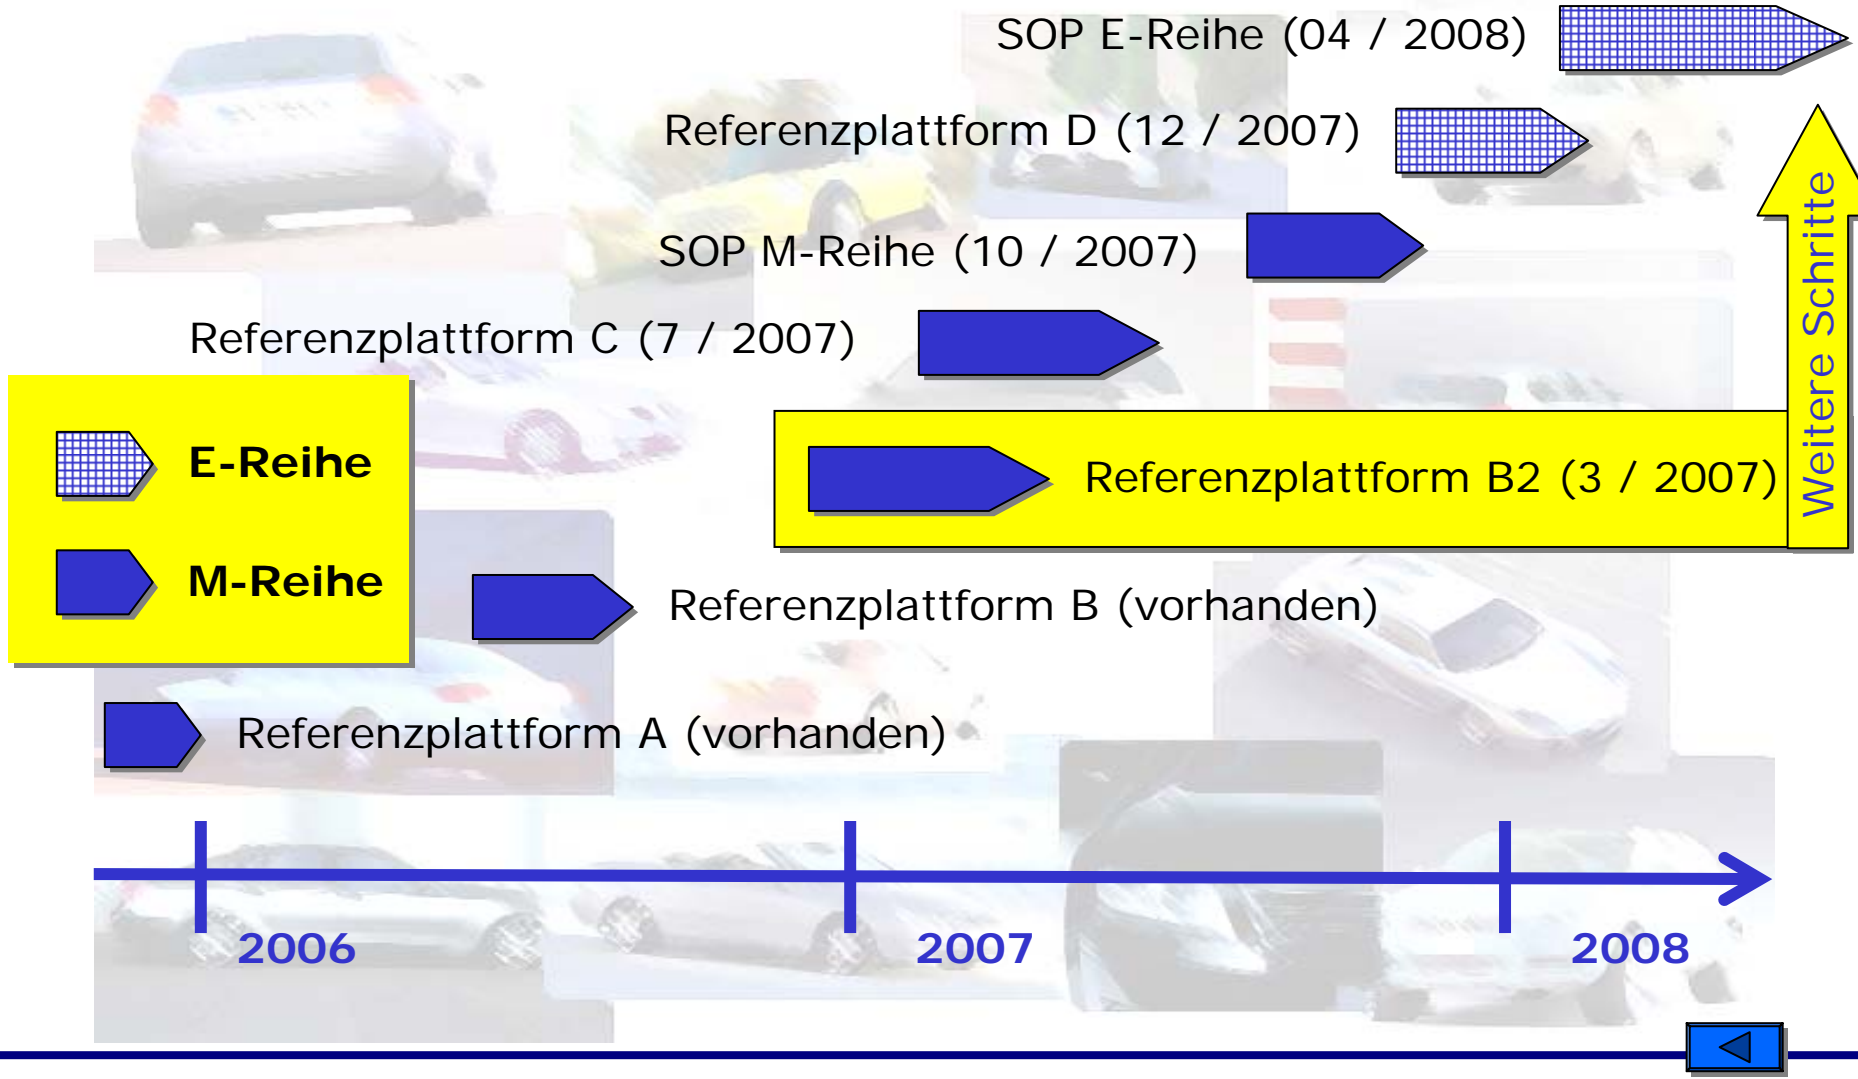 SOP E-Reihe (04 / 2008)
Referenzplattform D (12 / 2007)
SOP M-Reihe (10 / 2007)
Referenzplattform C (7 / 2007)
Weitere Schritte
E-Reihe
Referenzplattform B2 (3 / 2007)
M-Reihe
Referenzplattform B (vorhanden)
Referenzplattform A (vorhanden)
2006
2007
2008